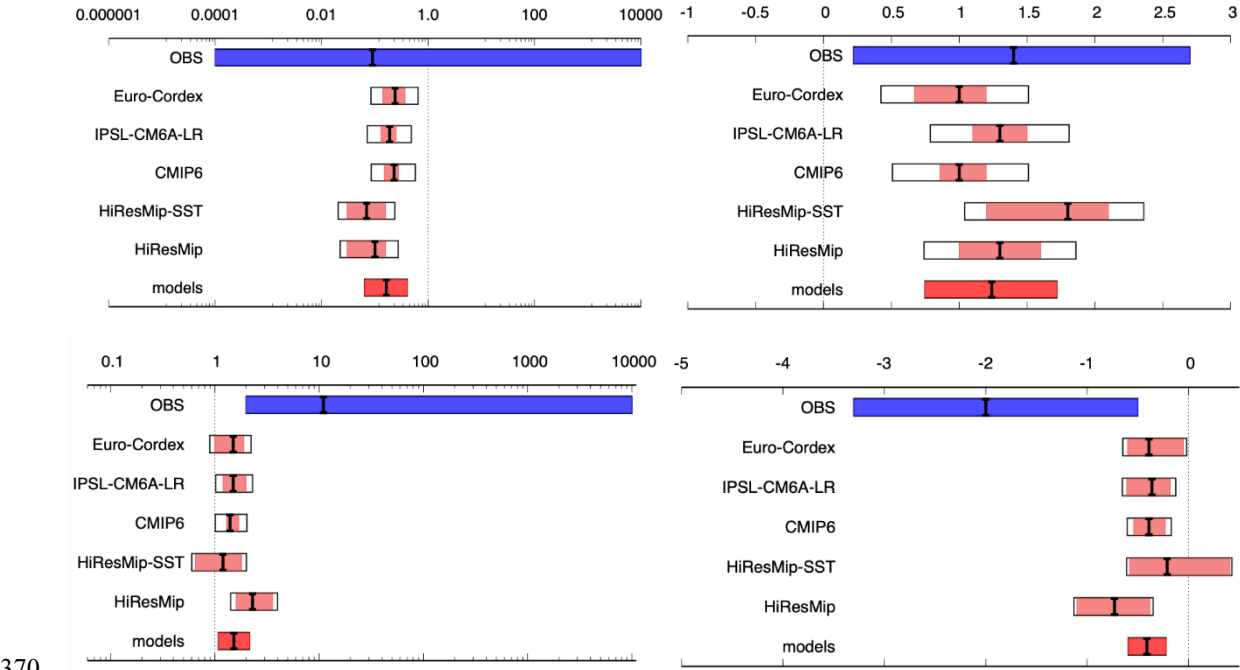 0.000001 0.0001 0.01 1.0 100 10000
OBS
Euro-Cordex
IPSL-CM6A-LR
CMIP6
HiResMip-SST
HiResMip
models
-1 -0.5 0 0.5 1 1.5 2 2.5 3
OBS
Euro-Cordex
IPSL-CM6A-LR
CMIP6
HiResMip-SST
HiResMip
models
0.1 1 10 100 1000 10000
OBS
Euro-Cordex
IPSL-CM6A-LR
CMIP6
HiResMip-SST
HiResMip
models
-5 -4 -3 -2 -1 0
OBS
Euro-Cordex
IPSL-CM6A-LR
CMIP6
HiResMip-SST
HiResMip
models
370